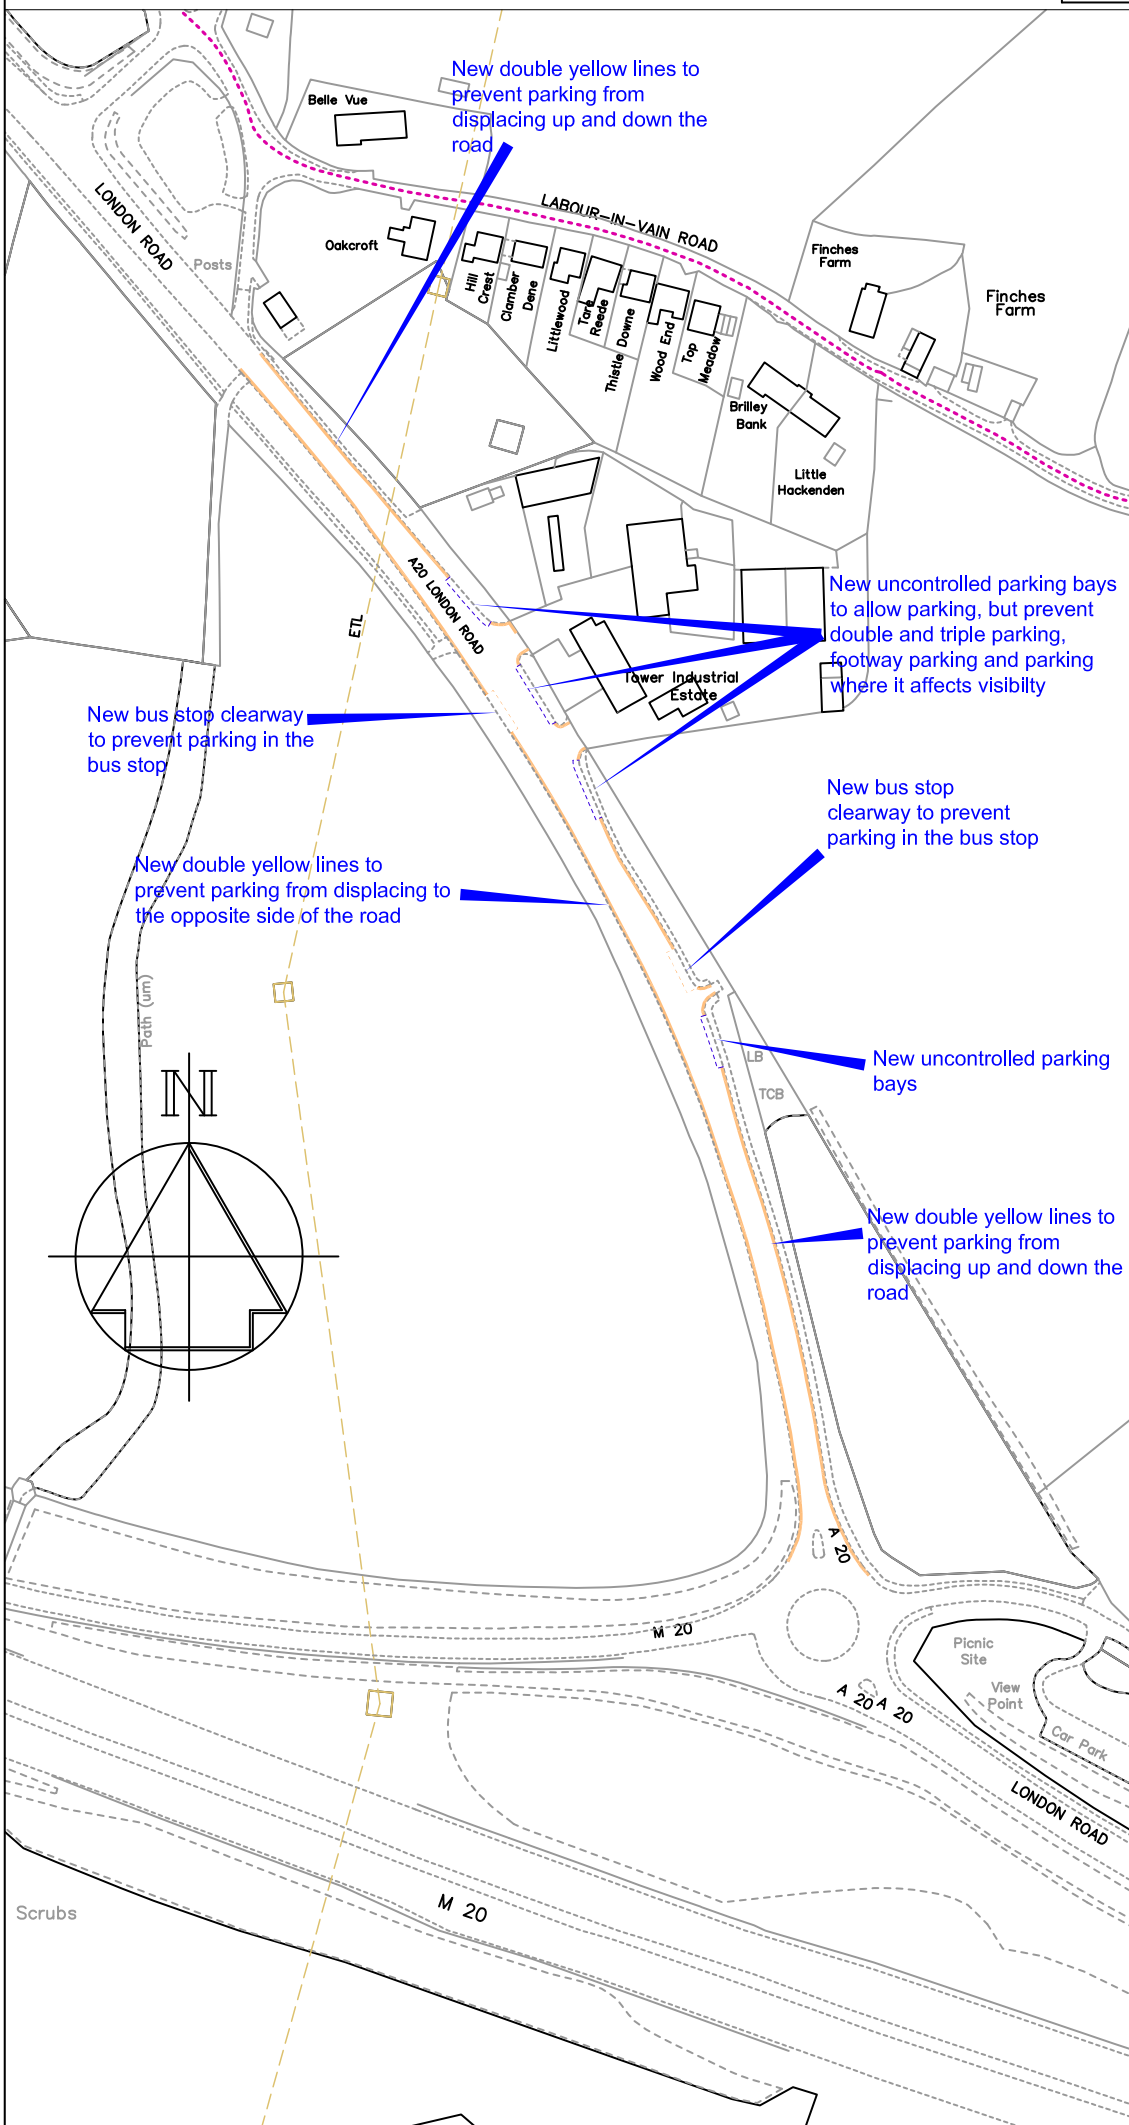 New double yellow lines to
prevent parking from
displacing up and down the
road
Belle Vue
LONDON ROAD
LABOUR-IN-VAIN ROAD
Posts
Oakcroft
Hill
Crest
Clamber
Dene
Littlewood
Tare
Reede
Thistle Downe
Wood End
Top
Meadow
Finches
Farm
Finches
Farm
Brilley
Bank
Little
Hackenden
A20 LONDON ROAD
ETL
New uncontrolled parking bays
to allow parking, but prevent
double and triple parking,
footway parking and parking
where it affects visibilty
Tower Industrial
Estate
New bus stop clearway
to prevent parking in the
bus stop
New bus stop
clearway to prevent
parking in the bus stop
New double yellow lines to
prevent parking from displacing to
the opposite side of the road
Path (um)
N
LB
TCB
New uncontrolled parking
bays
New double yellow lines to
prevent parking from
displacing up and down the
road
A 20
M 20
Picnic
Site
View
Point
Car Park
A 20
A 20
LONDON ROAD
M 20
Scrubs